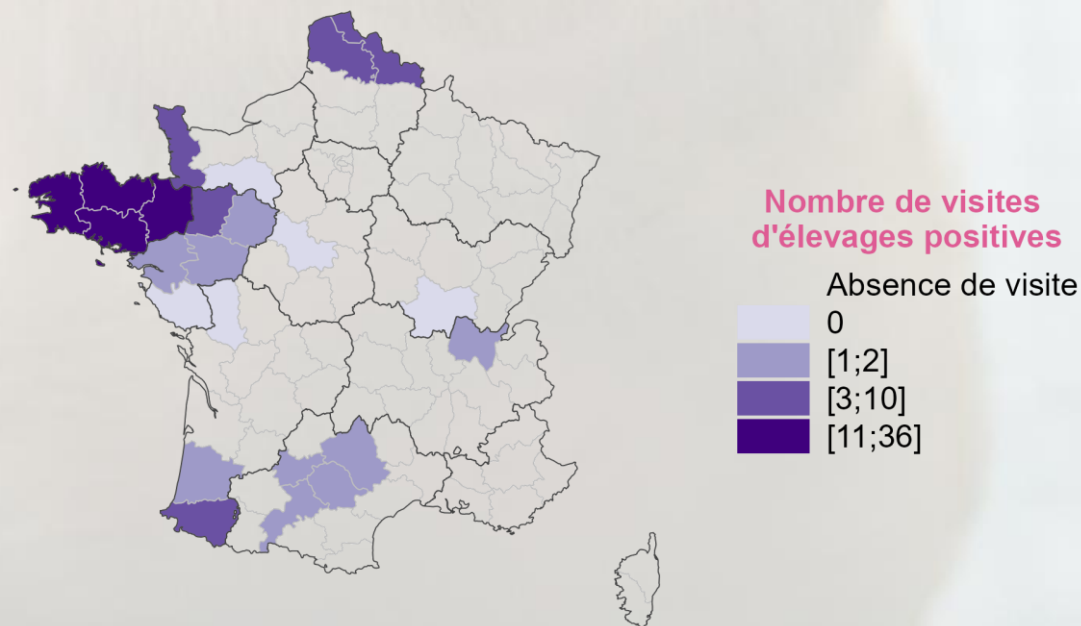 Nombre de visites
d'élevages positives
Absence de visite
0
[1;2]
[3;10]
[11;36]